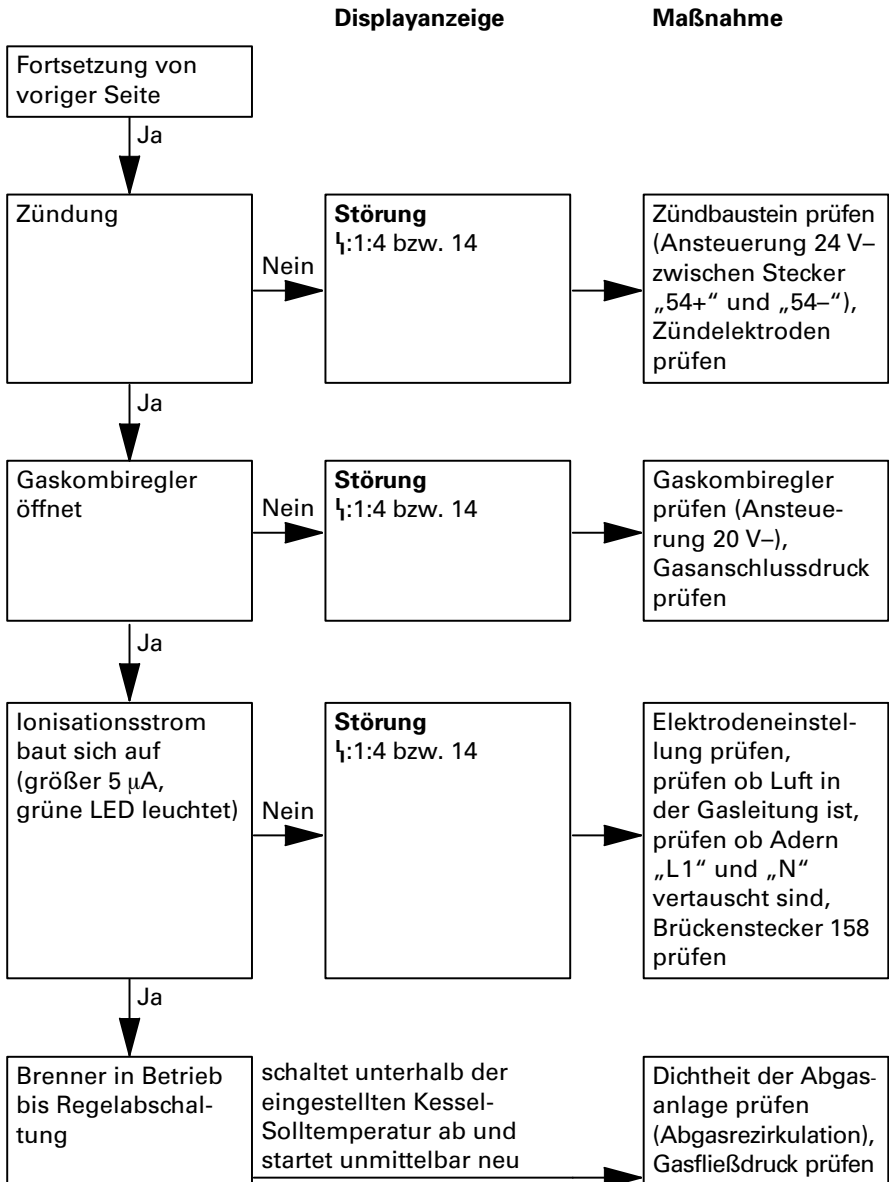 Displayanzeige Maßnahme
Fortsetzung von
voriger Seite
Ja
Zündung
Nein
Störung
:1:4 bzw. 14
Zündbaustein prüfen
(Ansteuerung 24 V–
zwischen Stecker
„54+“ und „54–“),
Zündelektroden
prüfen
Ja
Gaskombiregler
öffnet
Nein
Störung
:1:4 bzw. 14
Gaskombiregler
prüfen (Ansteue-
rung 20 V–),
Gasanschlussdruck
prüfen
Ja
Ionisationsstrom
baut sich auf
(größer 5 µA,
grüne LED leuchtet)
Nein
Störung
:1:4 bzw. 14
Elektrodeneinstel-
lung prüfen,
prüfen ob Luft in
der Gasleitung ist,
prüfen ob Adern
„L1“ und „N“
vertauscht sind,
Brückenstecker 158
prüfen
Ja
Brenner in Betrieb
bis Regelabschal-
tung
schaltet unterhalb der
eingestellten Kessel-
Solltemperatur ab und
startet unmittelbar neu
Dichtheit der Abgas-
anlage prüfen
(Abgasrezirkulation),
Gasfließdruck prüfen